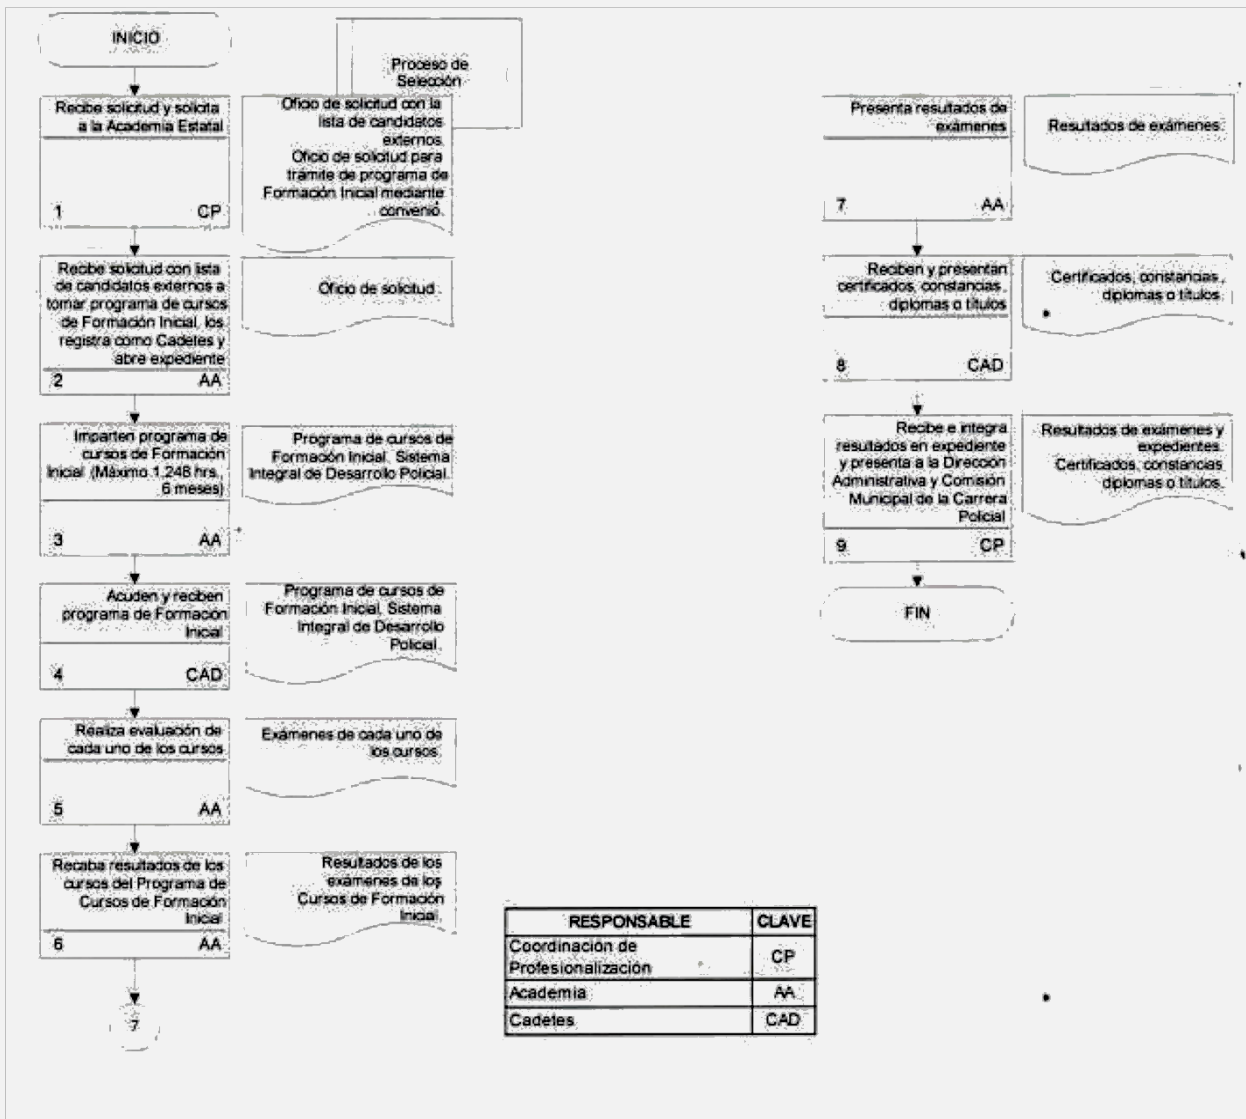 INICIO
Proceso de
Selección
Recibe solicitud y solicita
a la Academia Estatal
1 CP
Oficio de solicitud con la
lista de candidatos
externos.
Oficio de solicitud para
trámite de programa de
Formación Inicial mediante
convenió.
Recibe solicitud con lista
de candidatos externos a
tomar programa de cursos
de Formación Inicial, los
registra como Cadetes y
abre expediente
2 AA
Oficio de solicitud.
Imparten programa de
cursos de Formación
Inicial (Máximo 1,248 hrs.,
6 meses)
3 AA
Programa de cursos de
Formación Inicial, Sistema
Integral de Desarrollo Policial.
Acuden y reciben
programa de Formación
Inicial
4 CAD
Programa de cursos de
Formación Inicial, Sistema
Integral de Desarrollo
Policial.
Realiza evaluación de
cada uno de los cursos
5 AA
Exámenes de cada uno de
los cursos.
Recaba resultados de los
cursos del Programa de
Cursos de Formación
Inicial
6 AA
Resultados de los
exámenes de los
Cursos de Formación
Inicial.
7
Presenta resultados de
exámenes
7 AA
Resultados de exámenes.
Reciben y presentan
certificados, constancias,
diplomas o títulos
8 CAD
Certificados, constancias,
diplomas o títulos.
Recibe e integra
resultados en expediente
y presenta a la Dirección
Administrativa y Comisión
Municipal de la Carrera
Policial
9 CP
Resultados de exámenes y
expedientes.
Certificados, constancias
diplomas o títulos.
FIN
RESPONSABLE CLAVE
Coordinación de
Profesionalización CP
Academia AA
Cadetes CAD